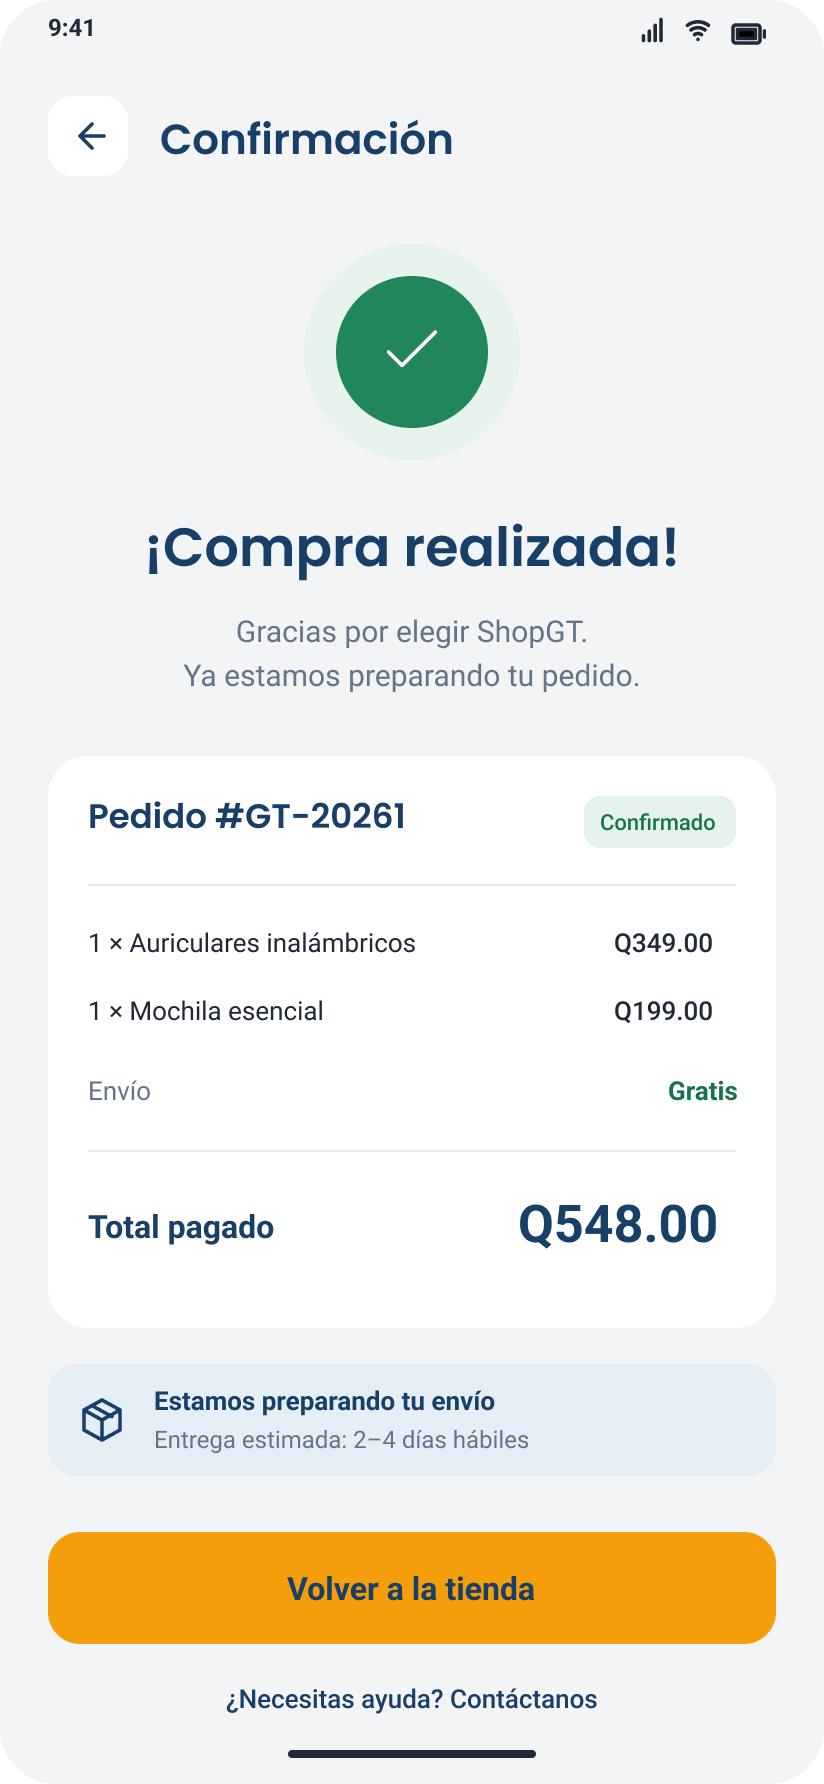 9:41
Confirmación
¡Compra realizada!
Gracias por elegir ShopGT.
Ya estamos preparando tu pedido.
Pedido #GT-20261
Confirmado
1 × Auriculares inalámbricos Q349.00
1 × Mochila esencial Q199.00
Envío Gratis
Total pagado Q548.00
Estamos preparando tu envío
Entrega estimada: 2–4 días hábiles
Volver a la tienda
¿Necesitas ayuda? Contáctanos